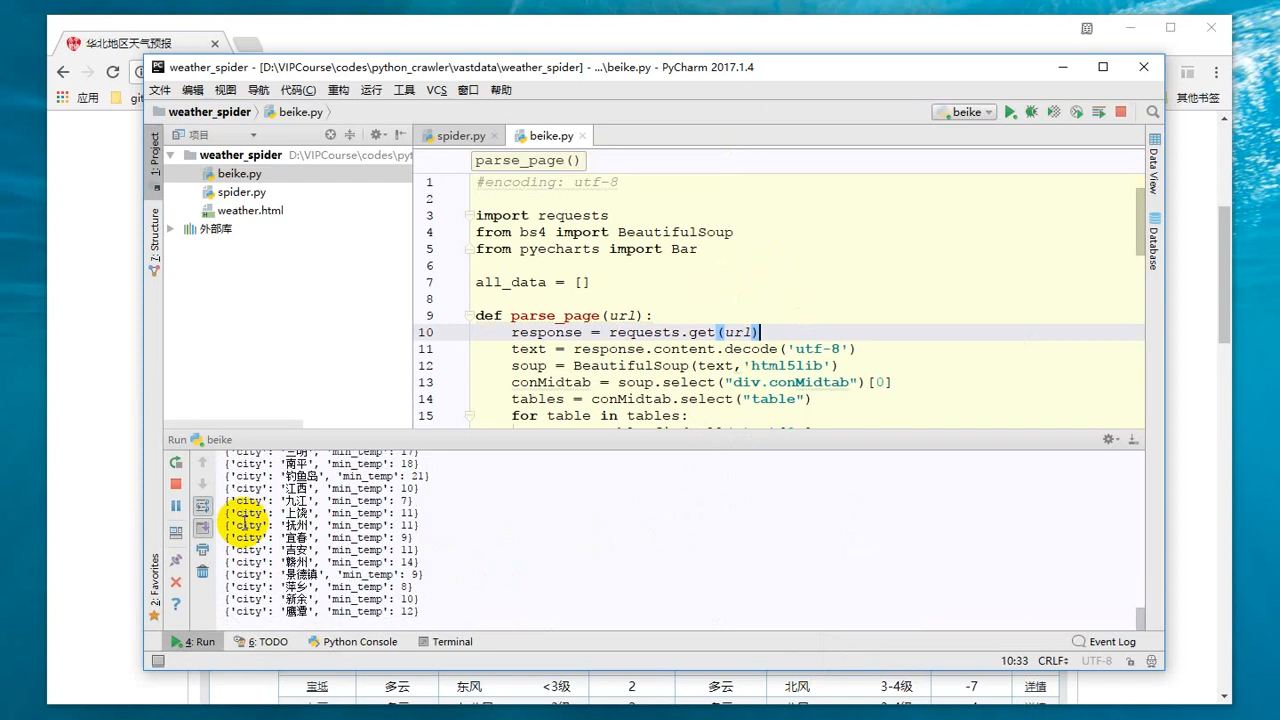 华北地区天气预报
应用
其他书签
weather_spider - [D:\VIPCourse\codes\python_crawler\vastdata\weather_spider] - ...\beike.py - PyCharm 2017.1.4
文件 编辑 视图 导航 代码(C) 重构 运行 工具 VCS 窗口 帮助
weather_spider beike.py beike
项目
weather_spider D:\VIPCourse\codes\pyt
beike.py
spider.py
weather.html
外部库
1: Project
7: Structure
2: Favorites
Data View
Database
spider.py beike.py
parse_page()
1 #encoding: utf-8
2
3 import requests
4 from bs4 import BeautifulSoup
5 from pyecharts import Bar
6
7 all_data = []
8
9 def parse_page(url):
10 response = requests.get(url)
11 text = response.content.decode('utf-8')
12 soup = BeautifulSoup(text,'html5lib')
13 conMidtab = soup.select("div.conMidtab")[0]
14 tables = conMidtab.select("table")
15 for table in tables:
Run beike
{'city': '三明', 'min_temp': 17}
{'city': '南平', 'min_temp': 18}
{'city': '钓鱼岛', 'min_temp': 21}
{'city': '江西', 'min_temp': 10}
{'city': '九江', 'min_temp': 7}
{'city': '上饶', 'min_temp': 11}
{'city': '抚州', 'min_temp': 11}
{'city': '宜春', 'min_temp': 9}
{'city': '吉安', 'min_temp': 11}
{'city': '赣州', 'min_temp': 14}
{'city': '景德镇', 'min_temp': 9}
{'city': '萍乡', 'min_temp': 8}
{'city': '新余', 'min_temp': 10}
{'city': '鹰潭', 'min_temp': 12}
4: Run 6: TODO Python Console Terminal Event Log
10:33 CRLF UTF-8
宝坻 多云 东风 <3级 2 多云 北风 3-4级 -7 详情